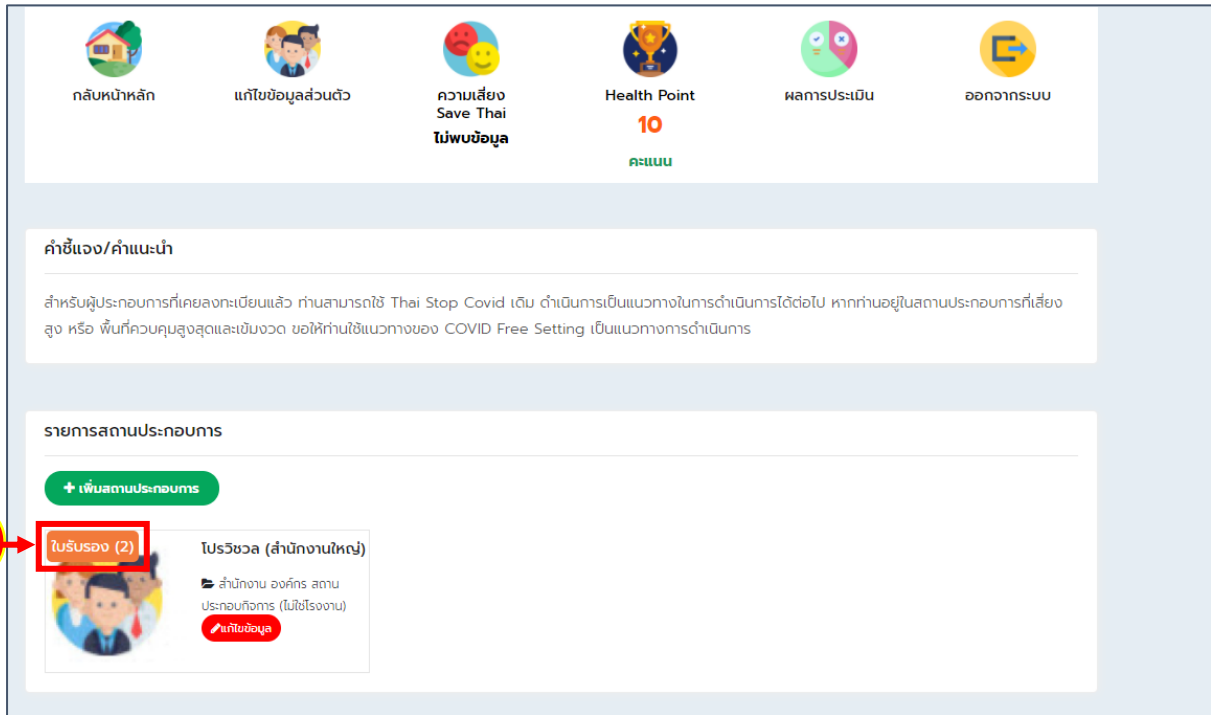 กลับหน้าหลัก
แก้ไขข้อมูลส่วนตัว
ความเสี่ยง
Save Thai
ไม่พบข้อมูล
Health Point
10
คะแนน
ผลการประเมิน
ออกจากระบบ
คำชี้แจง/คำแนะนำ
สำหรับผู้ประกอบการที่เคยลงทะเบียนแล้ว ท่านสามารถใช้ Thai Stop Covid เดิม ดำเนินการเป็นแนวทางในการดำเนินการได้ต่อไป หากท่านอยู่ในสถานประกอบการที่เสี่ยง
สูง หรือ พื้นที่ควบคุมสูงสุดและเข้มงวด ขอให้ท่านใช้แนวทางของ COVID Free Setting เป็นแนวทางการดำเนินการ
รายการสถานประกอบการ
+ เพิ่มสถานประกอบการ
ใบรับรอง (2)
โปรวิชวล (สำนักงานใหญ่)
สำนักงาน องค์กร สถาน
ประกอบกิจการ (ไม่ใช่โรงงาน)
แก้ไขข้อมูล